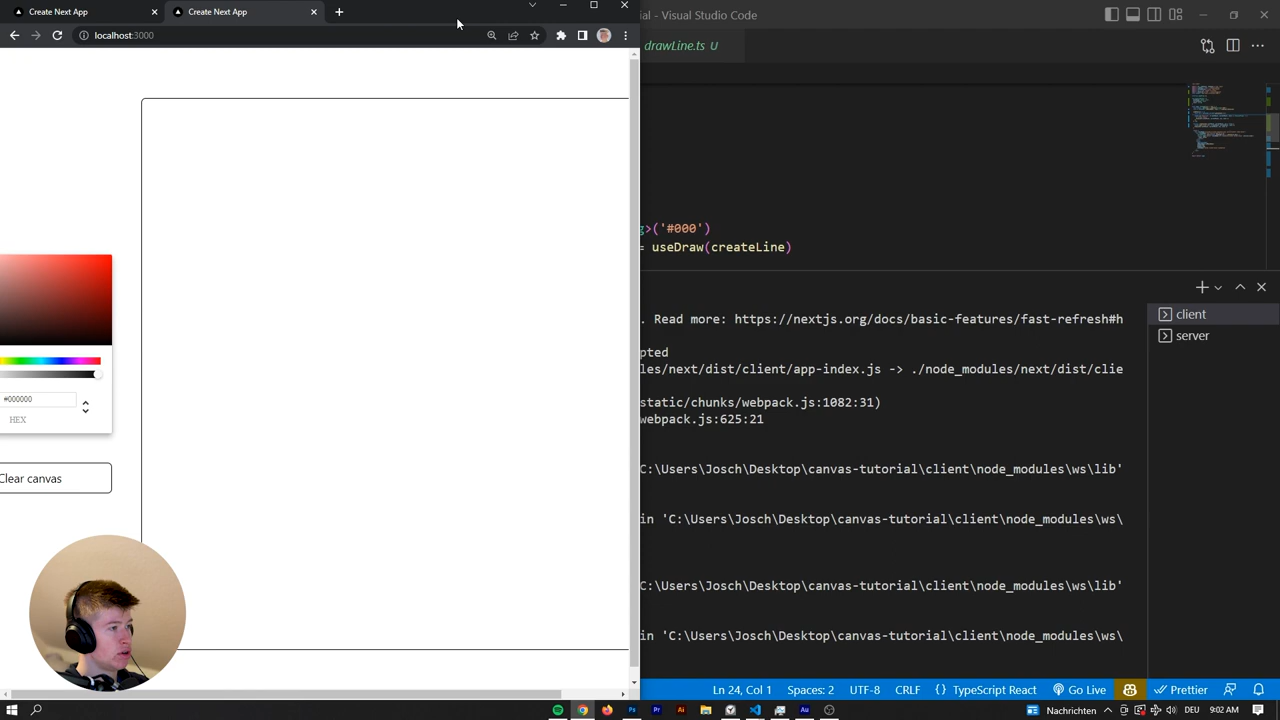 Create Next App
Create Next App
ial - Visual Studio Code
localhost:3000
drawLine.ts U
g>('#000')
= useDraw(createLine)
#000000
HEX
Clear canvas
. Read more: https://nextjs.org/docs/basic-features/fast-refresh#h
pted
les/next/dist/client/app-index.js -> ./node_modules/next/dist/clie
static/chunks/webpack.js:1082:31)
webpack.js:625:21
C:\Users\Josch\Desktop\canvas-tutorial\client\node_modules\ws\lib'
in 'C:\Users\Josch\Desktop\canvas-tutorial\client\node_modules\ws\
C:\Users\Josch\Desktop\canvas-tutorial\client\node_modules\ws\lib'
in 'C:\Users\Josch\Desktop\canvas-tutorial\client\node_modules\ws\
client
server
Ln 24, Col 1 Spaces: 2 UTF-8 CRLF {} TypeScript React Go Live Prettier
Nachrichten DEU 9:02 AM